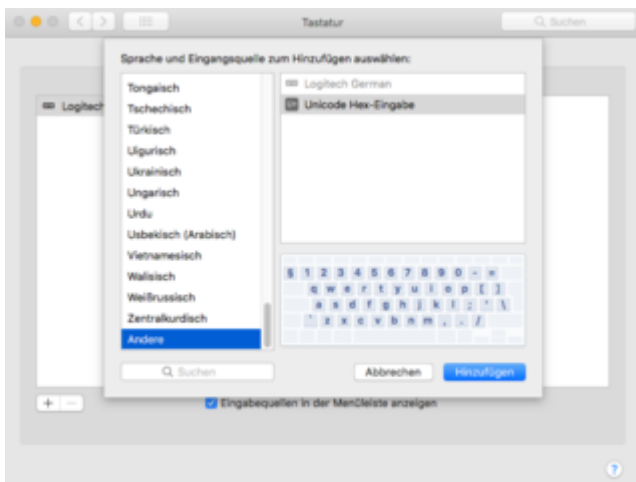 Tastatur
Suchen
Sprache und Eingangsquelle zum Hinzufügen auswählen:
Tongaisch
Tschechisch
Türkisch
Uigurisch
Ukrainisch
Ungarisch
Urdu
Usbekisch (Arabisch)
Vietnamesisch
Walisisch
Weißrussisch
Zentralkurdisch
Andere
Suchen
Logitech
Logitech German
Unicode Hex-Eingabe
§ 1 2 3 4 5 6 7 8 9 0 - =
q w e r t y u i o p [ ]
a s d f g h j k l ; ' \
` z x c v b n m , . /
Abbrechen
Hinzufügen
+ −
Eingabequellen in der Menüleiste anzeigen
?